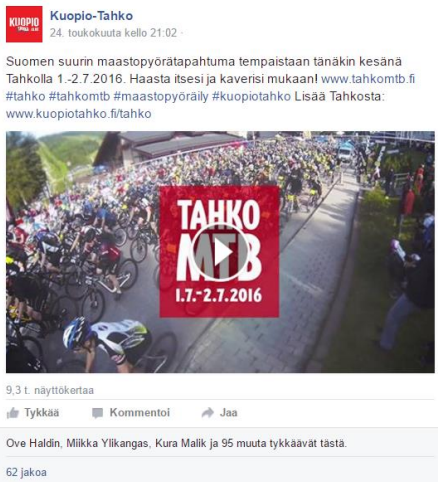 KUOPIO
Kuopio-Tahko
24. toukokuuta kello 21:02 ·
Suomen suurin maastopyörätapahtuma tempaistaan tänäkin kesänä
Tahkolla 1.-2.7.2016. Haasta itsesi ja kaverisi mukaan! www.tahkomtb.fi
#tahko #tahkomtb #maastopyöräily #kuopiotahko Lisää Tahkosta:
www.kuopiotahko.fi/tahko
TAHKO
MTB
1.7.-2.7.2016
9,3 t. näyttökertaa
Tykkää Kommentoi Jaa
Ove Haldin, Miikka Ylikangas, Kura Malik ja 95 muuta tykkäävät tästä.
62 jakoa